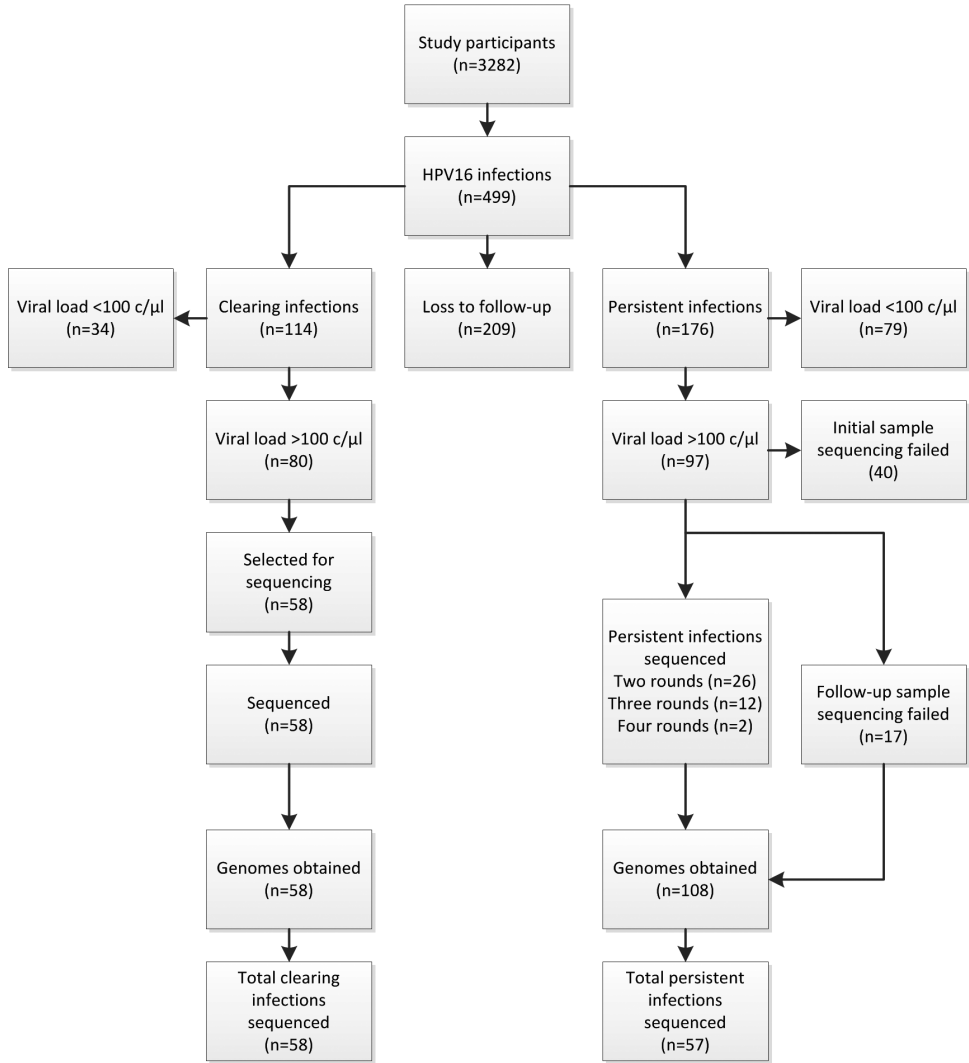 Study participants
(n=3282)
HPV16 infections
(n=499)
Viral load <100 c/µl
(n=34)
Clearing infections
(n=114)
Loss to follow-up
(n=209)
Persistent infections
(n=176)
Viral load <100 c/µl
(n=79)
Viral load >100 c/µl
(n=80)
Viral load >100 c/µl
(n=97)
Initial sample
sequencing failed
(40)
Selected for
sequencing
(n=58)
Persistent infections
sequenced
Two rounds (n=26)
Three rounds (n=12)
Four rounds (n=2)
Sequenced
(n=58)
Follow-up sample
sequencing failed
(n=17)
Genomes obtained
(n=58)
Genomes obtained
(n=108)
Total clearing
infections
sequenced
(n=58)
Total persistent
infections
sequenced
(n=57)